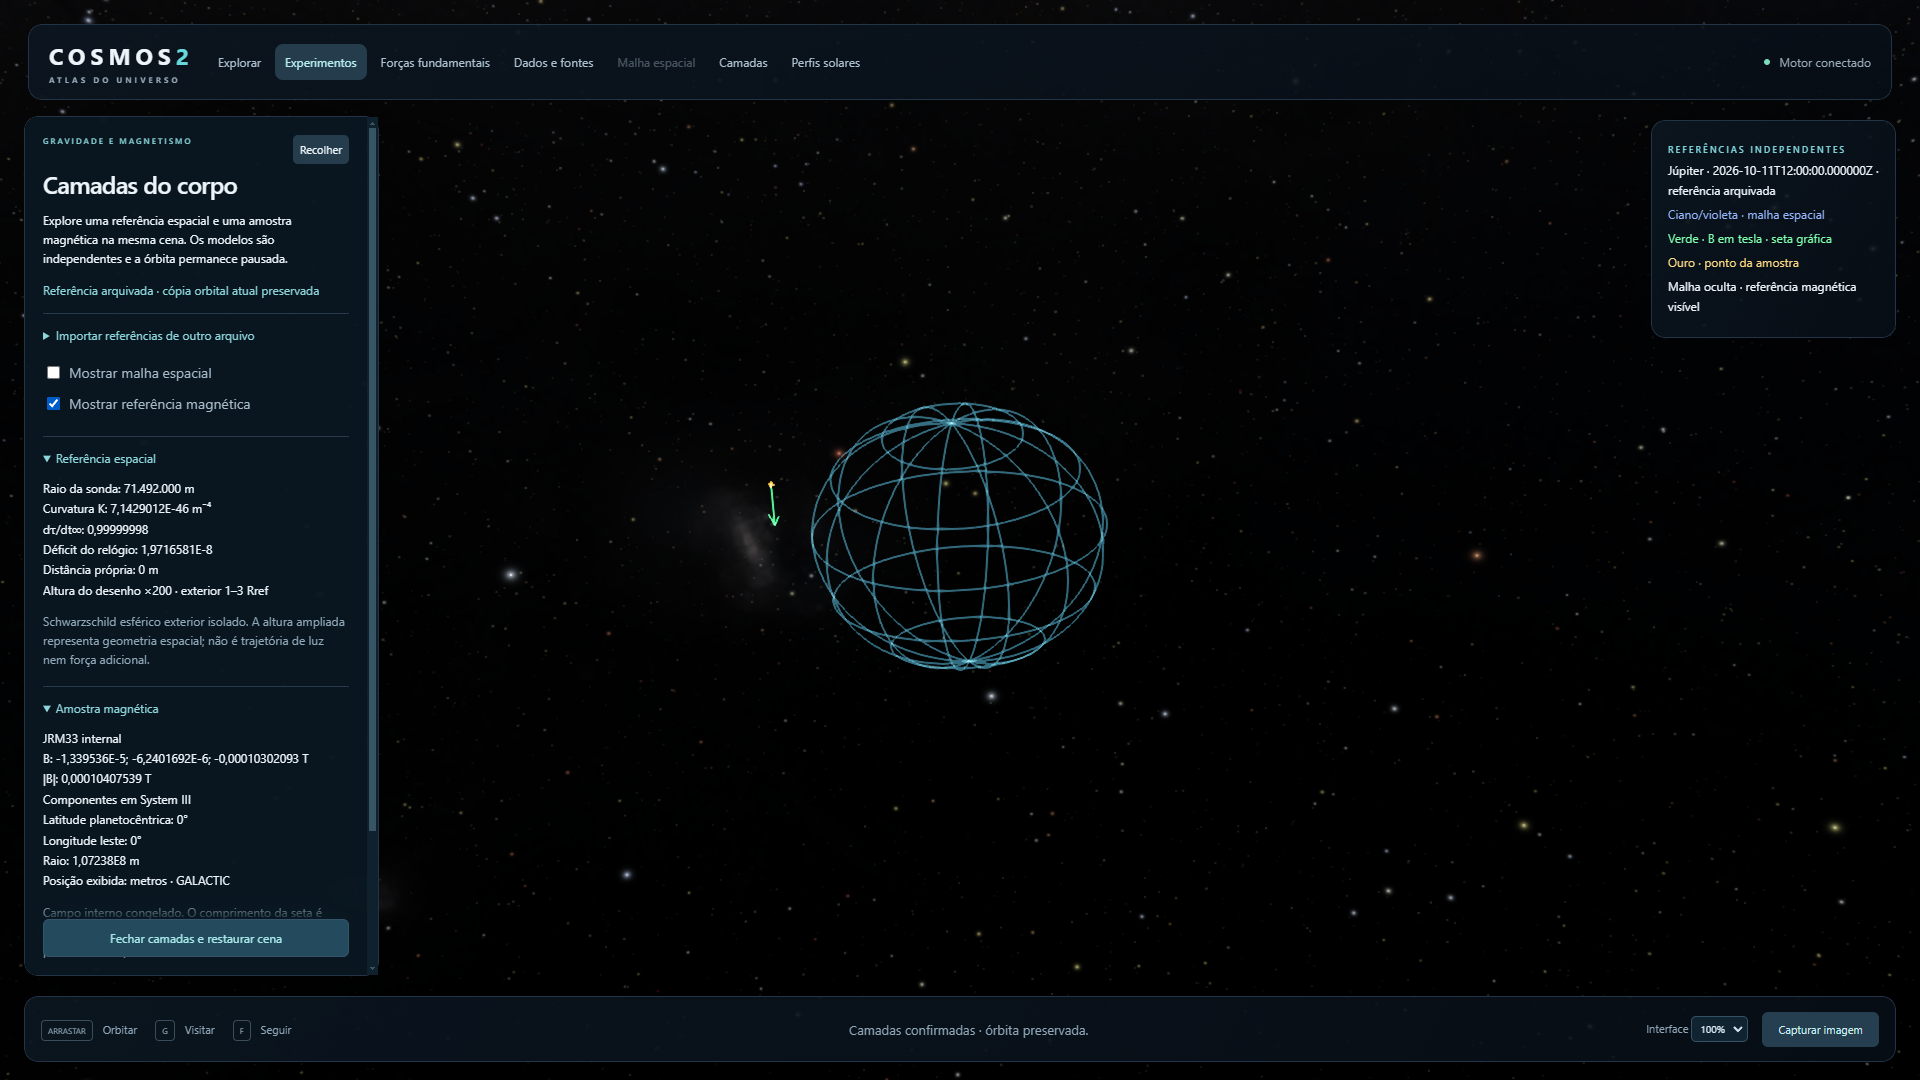 COSMOS2
ATLAS DO UNIVERSO
Explorar
Experimentos
Forças fundamentais
Dados e fontes
Malha espacial
Camadas
Perfis solares
Motor conectado
GRAVIDADE E MAGNETISMO
Recolher
Camadas do corpo
Explore uma referência espacial e uma amostra
magnética na mesma cena. Os modelos são
independentes e a órbita permanece pausada.
Referência arquivada · cópia orbital atual preservada
Importar referências de outro arquivo
Mostrar malha espacial
Mostrar referência magnética
Referência espacial
Raio da sonda: 71.492.000 m
Curvatura K: 7,1429012E-46 m⁻⁴
dτ/dt∞: 0,99999998
Déficit do relógio: 1,9716581E-8
Distância própria: 0 m
Altura do desenho ×200 · exterior 1–3 Rref
Schwarzschild esférico exterior isolado. A altura ampliada
representa geometria espacial; não é trajetória de luz
nem força adicional.
Amostra magnética
JRM33 internal
B: -1,339536E-5; -6,2401692E-6; -0,00010302093 T
|B|: 0,00010407539 T
Componentes em System III
Latitude planetocêntrica: 0°
Longitude leste: 0°
Raio: 1,07238E8 m
Posição exibida: metros · GALACTIC
Campo interno congelado. O comprimento da seta é
Fechar camadas e restaurar cena
REFERÊNCIAS INDEPENDENTES
Júpiter · 2026-10-11T12:00:00.000000Z ·
referência arquivada
Ciano/violeta · malha espacial
Verde · B em tesla · seta gráfica
Ouro · ponto da amostra
Malha oculta · referência magnética
visível
ARRASTAR Orbitar G Visitar F Seguir
Camadas confirmadas · órbita preservada.
Interface 100%
Capturar imagem